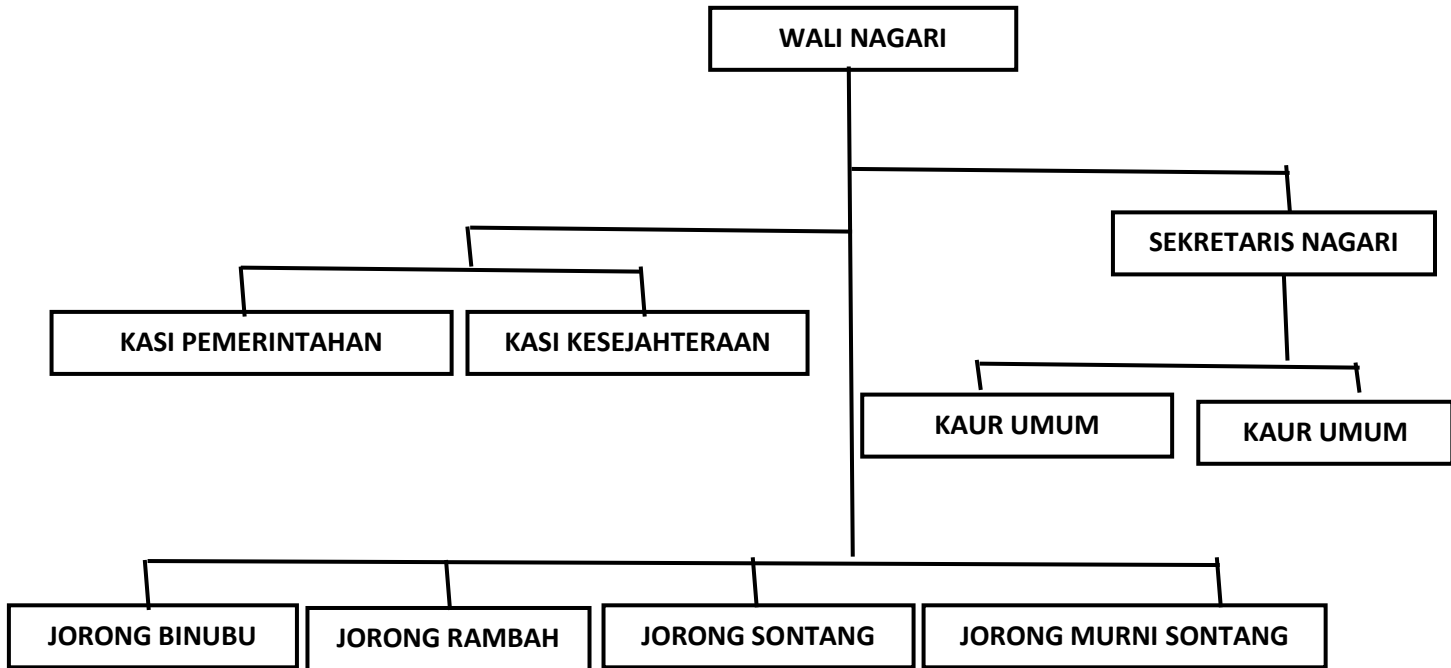 WALI NAGARI
SEKRETARIS NAGARI
KASI PEMERINTAHAN
KASI KESEJAHTERAAN
KAUR UMUM
KAUR UMUM
JORONG BINUBU
JORONG RAMBAH
JORONG SONTANG
JORONG MURNI SONTANG